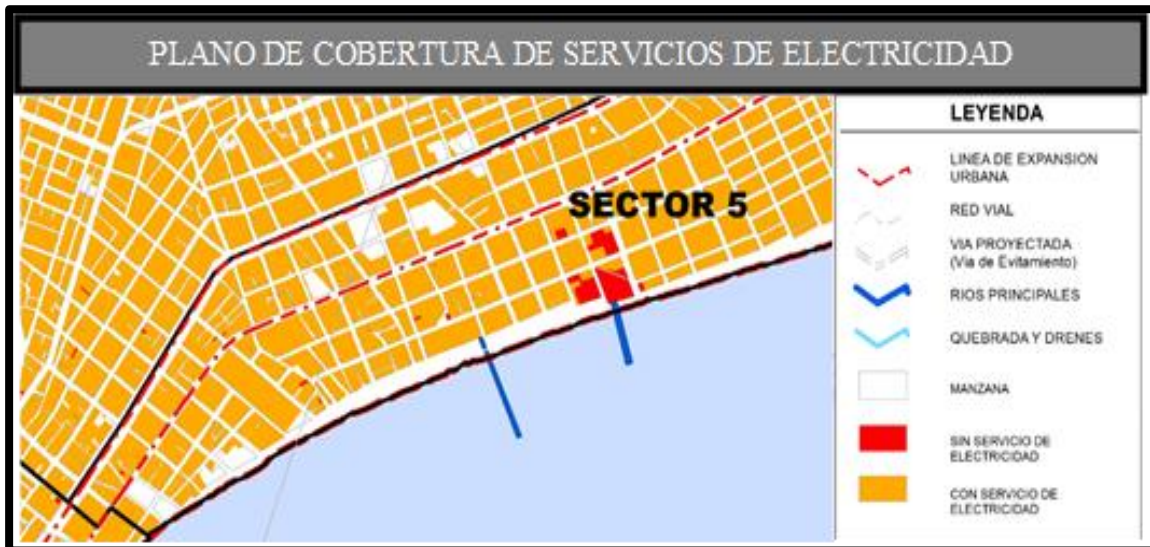 PLANO DE COBERTURA DE SERVICIOS DE ELECTRICIDAD
SECTOR 5
LEYENDA
LINEA DE EXPANSION
URBANA
RED VIAL
VIA PROYECTADA
(Via de Evitamiento)
RIOS PRINCIPALES
QUEBRADA Y DRENES
MANZANA
SIN SERVICIO DE
ELECTRICIDAD
CON SERVICIO DE
ELECTRICIDAD